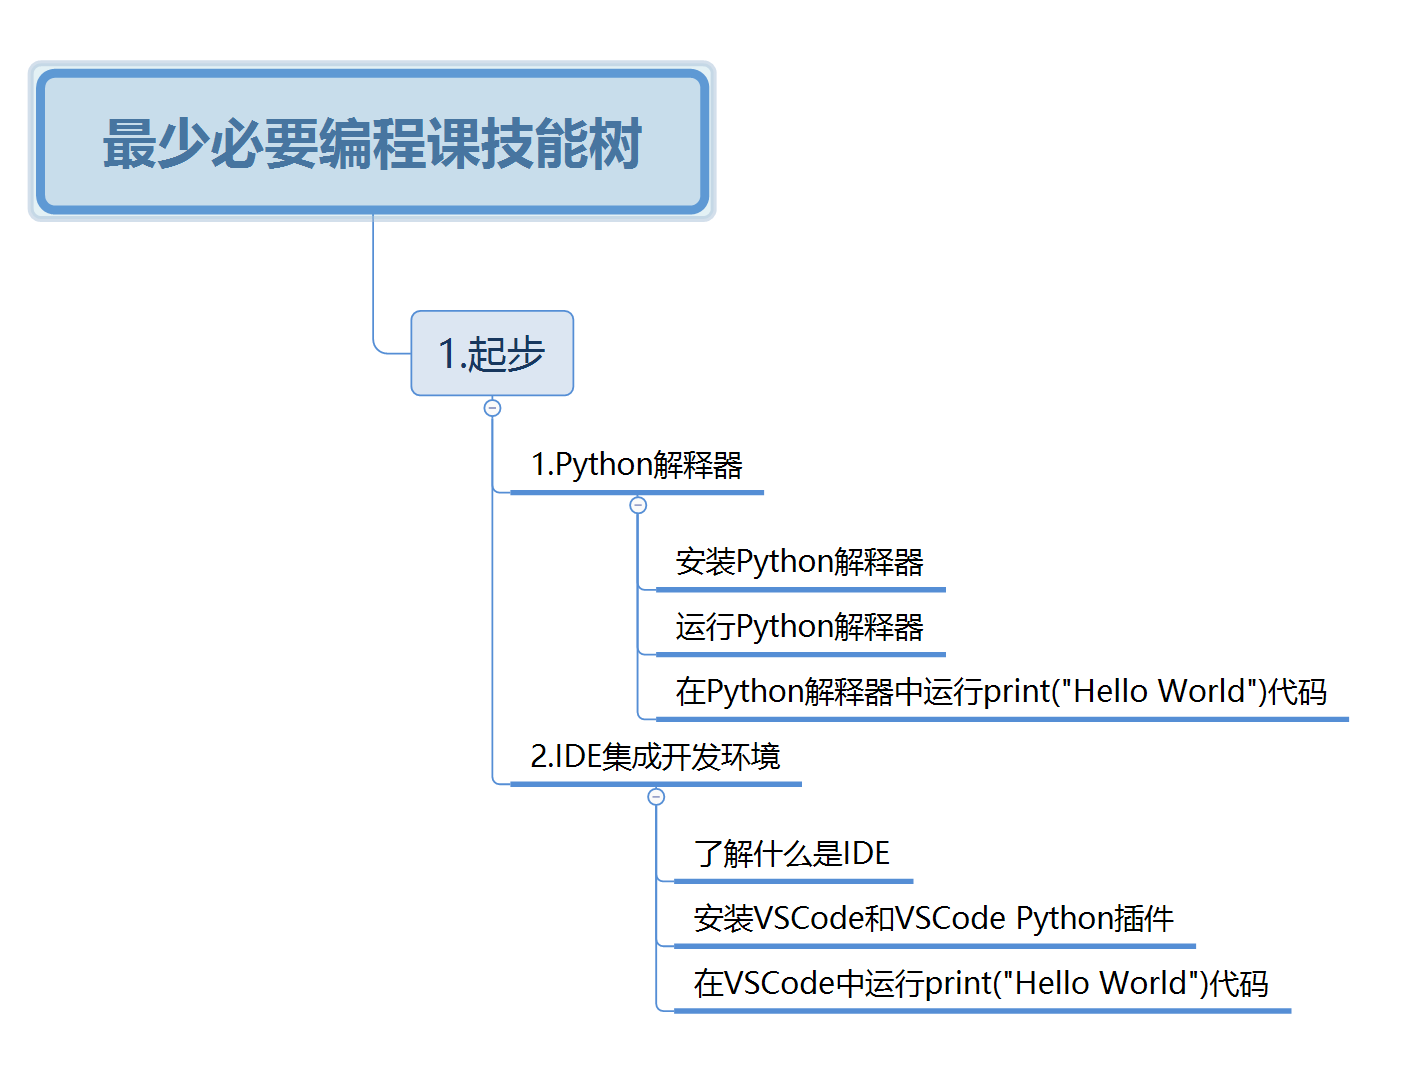 最少必要编程课技能树
1.起步
1.Python解释器
安装Python解释器
运行Python解释器
在Python解释器中运行print("Hello World")代码
2.IDE集成开发环境
了解什么是IDE
安装VSCode和VSCode Python插件
在VSCode中运行print("Hello World")代码